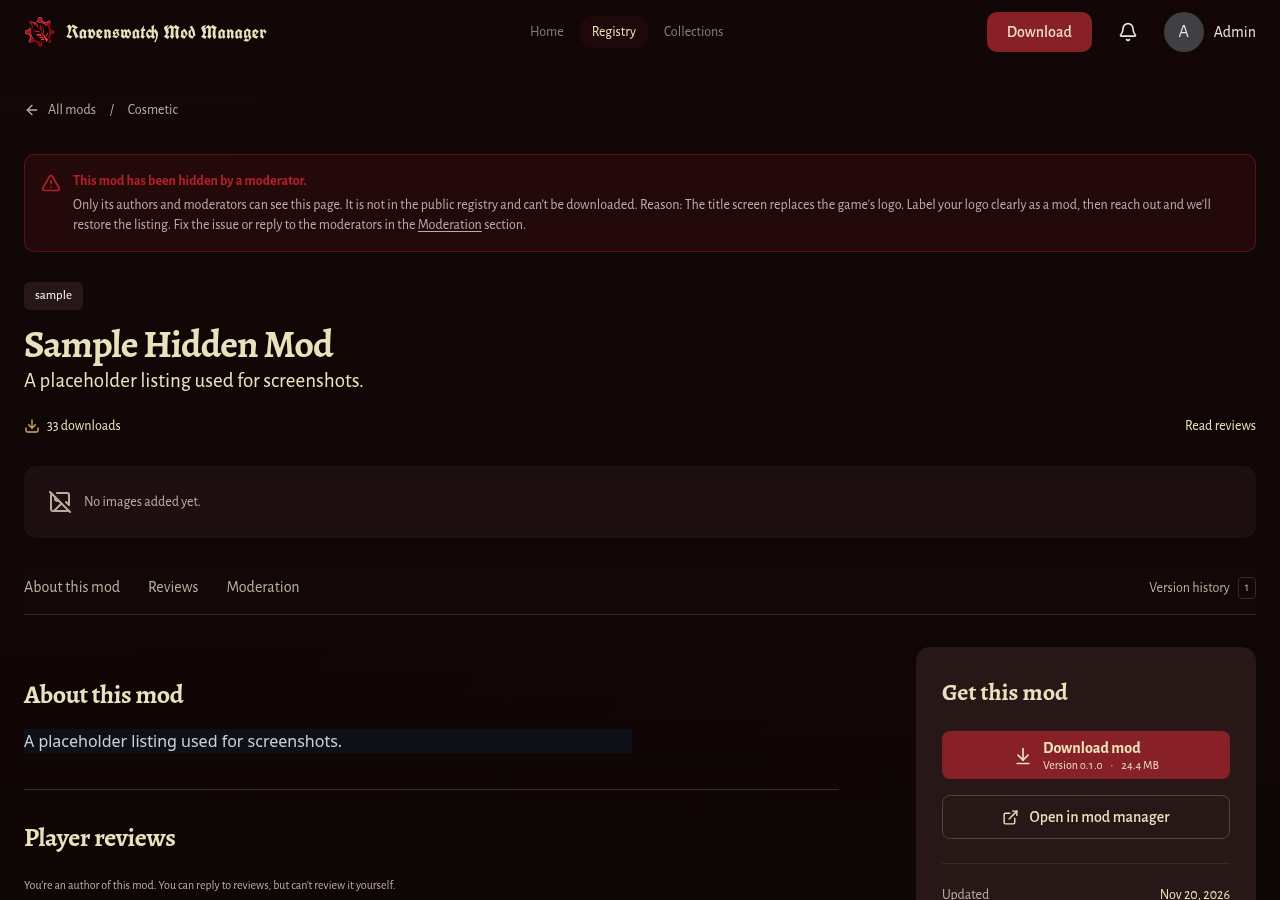 Ravenswatch Mod Manager
Home
Registry
Collections
Download
A
Admin
All mods / Cosmetic
This mod has been hidden by a moderator.
Only its authors and moderators can see this page. It is not in the public registry and can't be downloaded. Reason: The title screen replaces the game's logo. Label your logo clearly as a mod, then reach out and we'll
restore the listing. Fix the issue or reply to the moderators in the Moderation section.
sample
Sample Hidden Mod
A placeholder listing used for screenshots.
33 downloads
Read reviews
No images added yet.
About this mod
Reviews
Moderation
Version history 1
About this mod
A placeholder listing used for screenshots.
Player reviews
You're an author of this mod. You can reply to reviews, but can't review it yourself.
Get this mod
Download mod
Version 0.1.0 · 24.4 MB
Open in mod manager
Updated
Nov 20, 2026